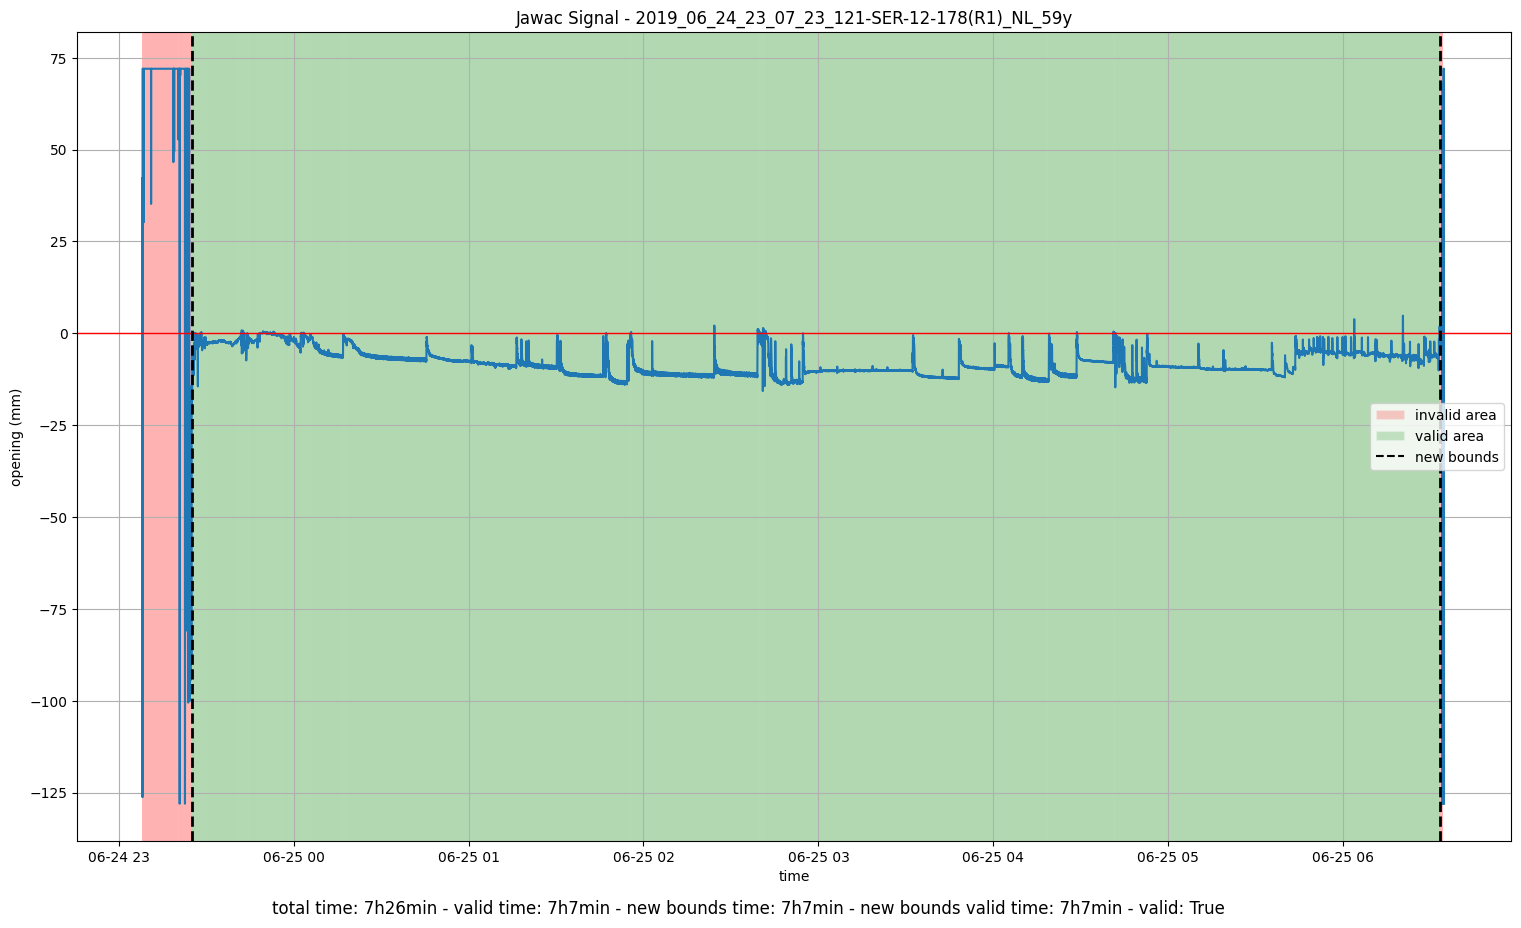 Jawac Signal - 2019_06_24_23_07_23_121-SER-12-178(R1)_NL_59y
75
50
25
0
−25
−50
−75
−100
−125
opening (mm)
invalid area
valid area
new bounds
06-24 23
06-25 00
06-25 01
06-25 02
06-25 03
06-25 04
06-25 05
06-25 06
time
total time: 7h26min - valid time: 7h7min - new bounds time: 7h7min - new bounds valid time: 7h7min - valid: True